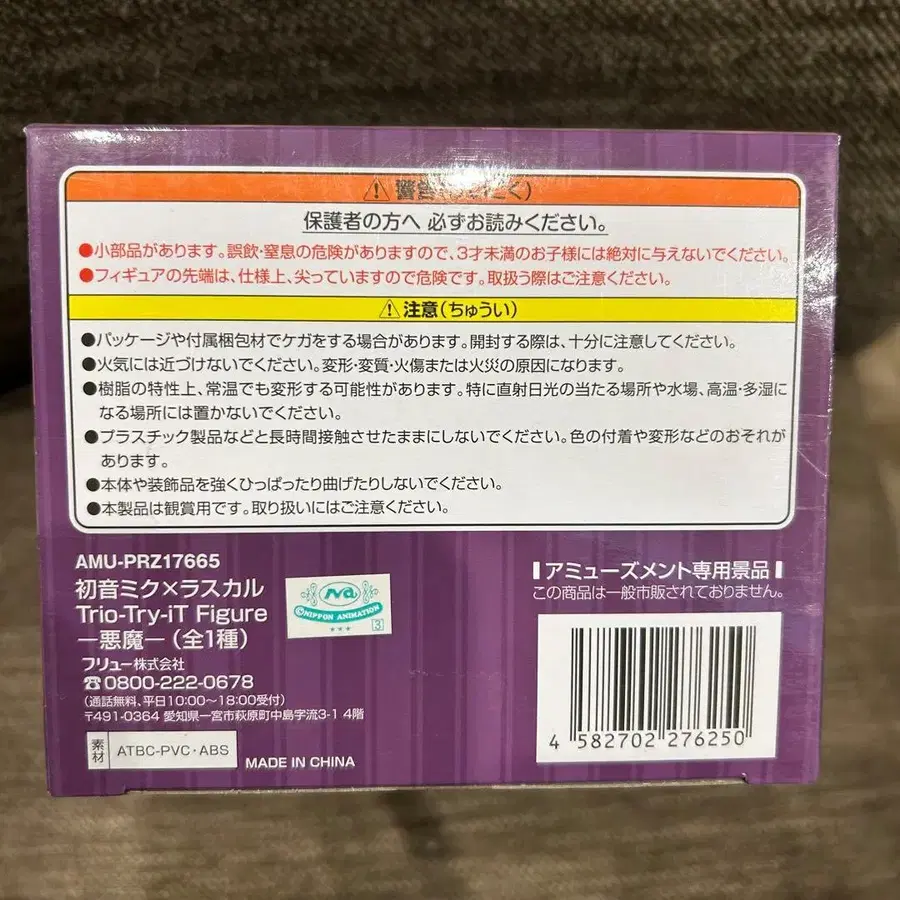 ⚠ 警告
保護者の方へ 必ずお読みください。
●小部品があります。誤飲・窒息の危険がありますので、3才未満のお子様には絶対に与えないでください。
●フィギュアの先端は、仕様上、尖っていますので危険です。取扱う際はご注意ください。
⚠ 注意(ちゅうい)
●パッケージや付属梱包材でケガをする場合があります。開封する際は、十分に注意してください。
●火気には近づけないでください。変形・変質・火傷または火災の原因になります。
●樹脂の特性上、常温でも変形する可能性があります。特に直射日光の当たる場所や水場、高温・多湿に
なる場所には置かないでください。
●プラスチック製品などと長時間接触させたままにしないでください。色の付着や変形などのおそれが
あります。
●本体や装飾品を強くひっぱったり曲げたりしないでください。
●本製品は観賞用です。取り扱いにはご注意ください。
AMU-PRZ17665
初音ミク×ラスカル
Trio-Try-iT Figure
―悪魔―(全1種)
フリュー株式会社
☎0800-222-0678
(通話無料、平日10:00~18:00受付)
〒491-0364 愛知県一宮市萩原町中島字流3-1 4階
素材 ATBC-PVC・ABS
MADE IN CHINA
©NIPPON ANIMATION
3
アミューズメント専用景品
この商品は一般市販されておりません。
4 582702 276250